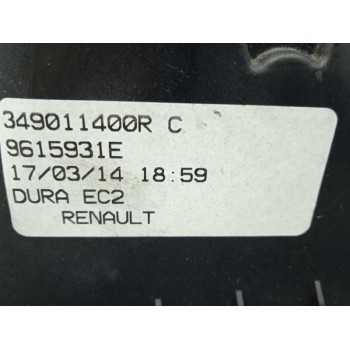 349011400R C
9615931E
17/03/14 18:59
DURA EC2
RENAULT